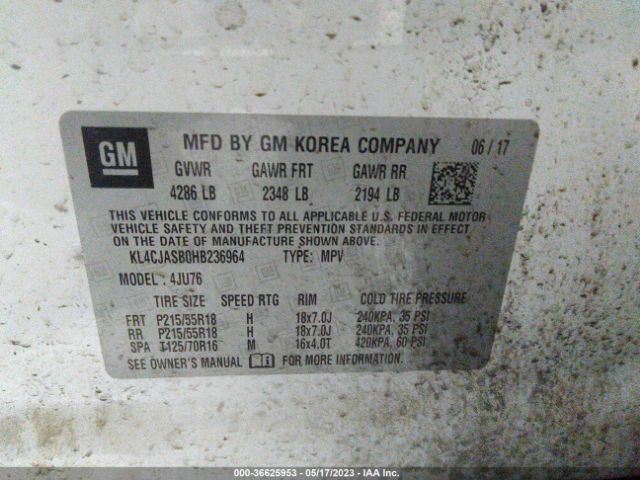 GM
MFD BY GM KOREA COMPANY 06/17
GVWR GAWR FRT GAWR RR
4286 LB 2348 LB 2194 LB
THIS VEHICLE CONFORMS TO ALL APPLICABLE U.S. FEDERAL MOTOR
VEHICLE SAFETY AND THEFT PREVENTION STANDARDS IN EFFECT
ON THE DATE OF MANUFACTURE SHOWN ABOVE.
KL4CJASB0HB236964 TYPE: MPV
MODEL: 4JU76
TIRE SIZE SPEED RTG RIM COLD TIRE PRESSURE
FRT P215/55R18 H 18x7.0J 240KPA, 35 PSI
RR P215/55R18 H 18x7.0J 240KPA, 35 PSI
SPA T125/70R16 M 16x4.0T 420KPA, 60 PSI
SEE OWNER'S MANUAL FOR MORE INFORMATION
000-36625953 - 05/17/2023 - IAA Inc.